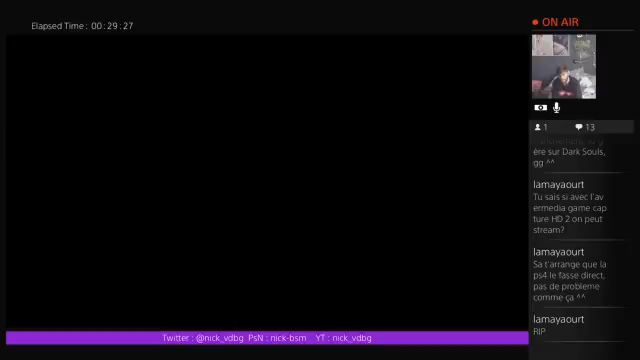 Elapsed Time : 00 : 29 : 27
ON AIR
1
13
ère sur Dark Souls,
gg ^^
lamayaourt
Tu sais si avec l'av
ermedia game cap
ture HD 2 on peut
stream?
lamayaourt
Sa t'arrange que la
ps4 le fasse direct,
pas de probleme
comme ça ^^
lamayaourt
RIP
Twitter : @nick_vdbg PsN : nick-bsm YT : nick_vdbg